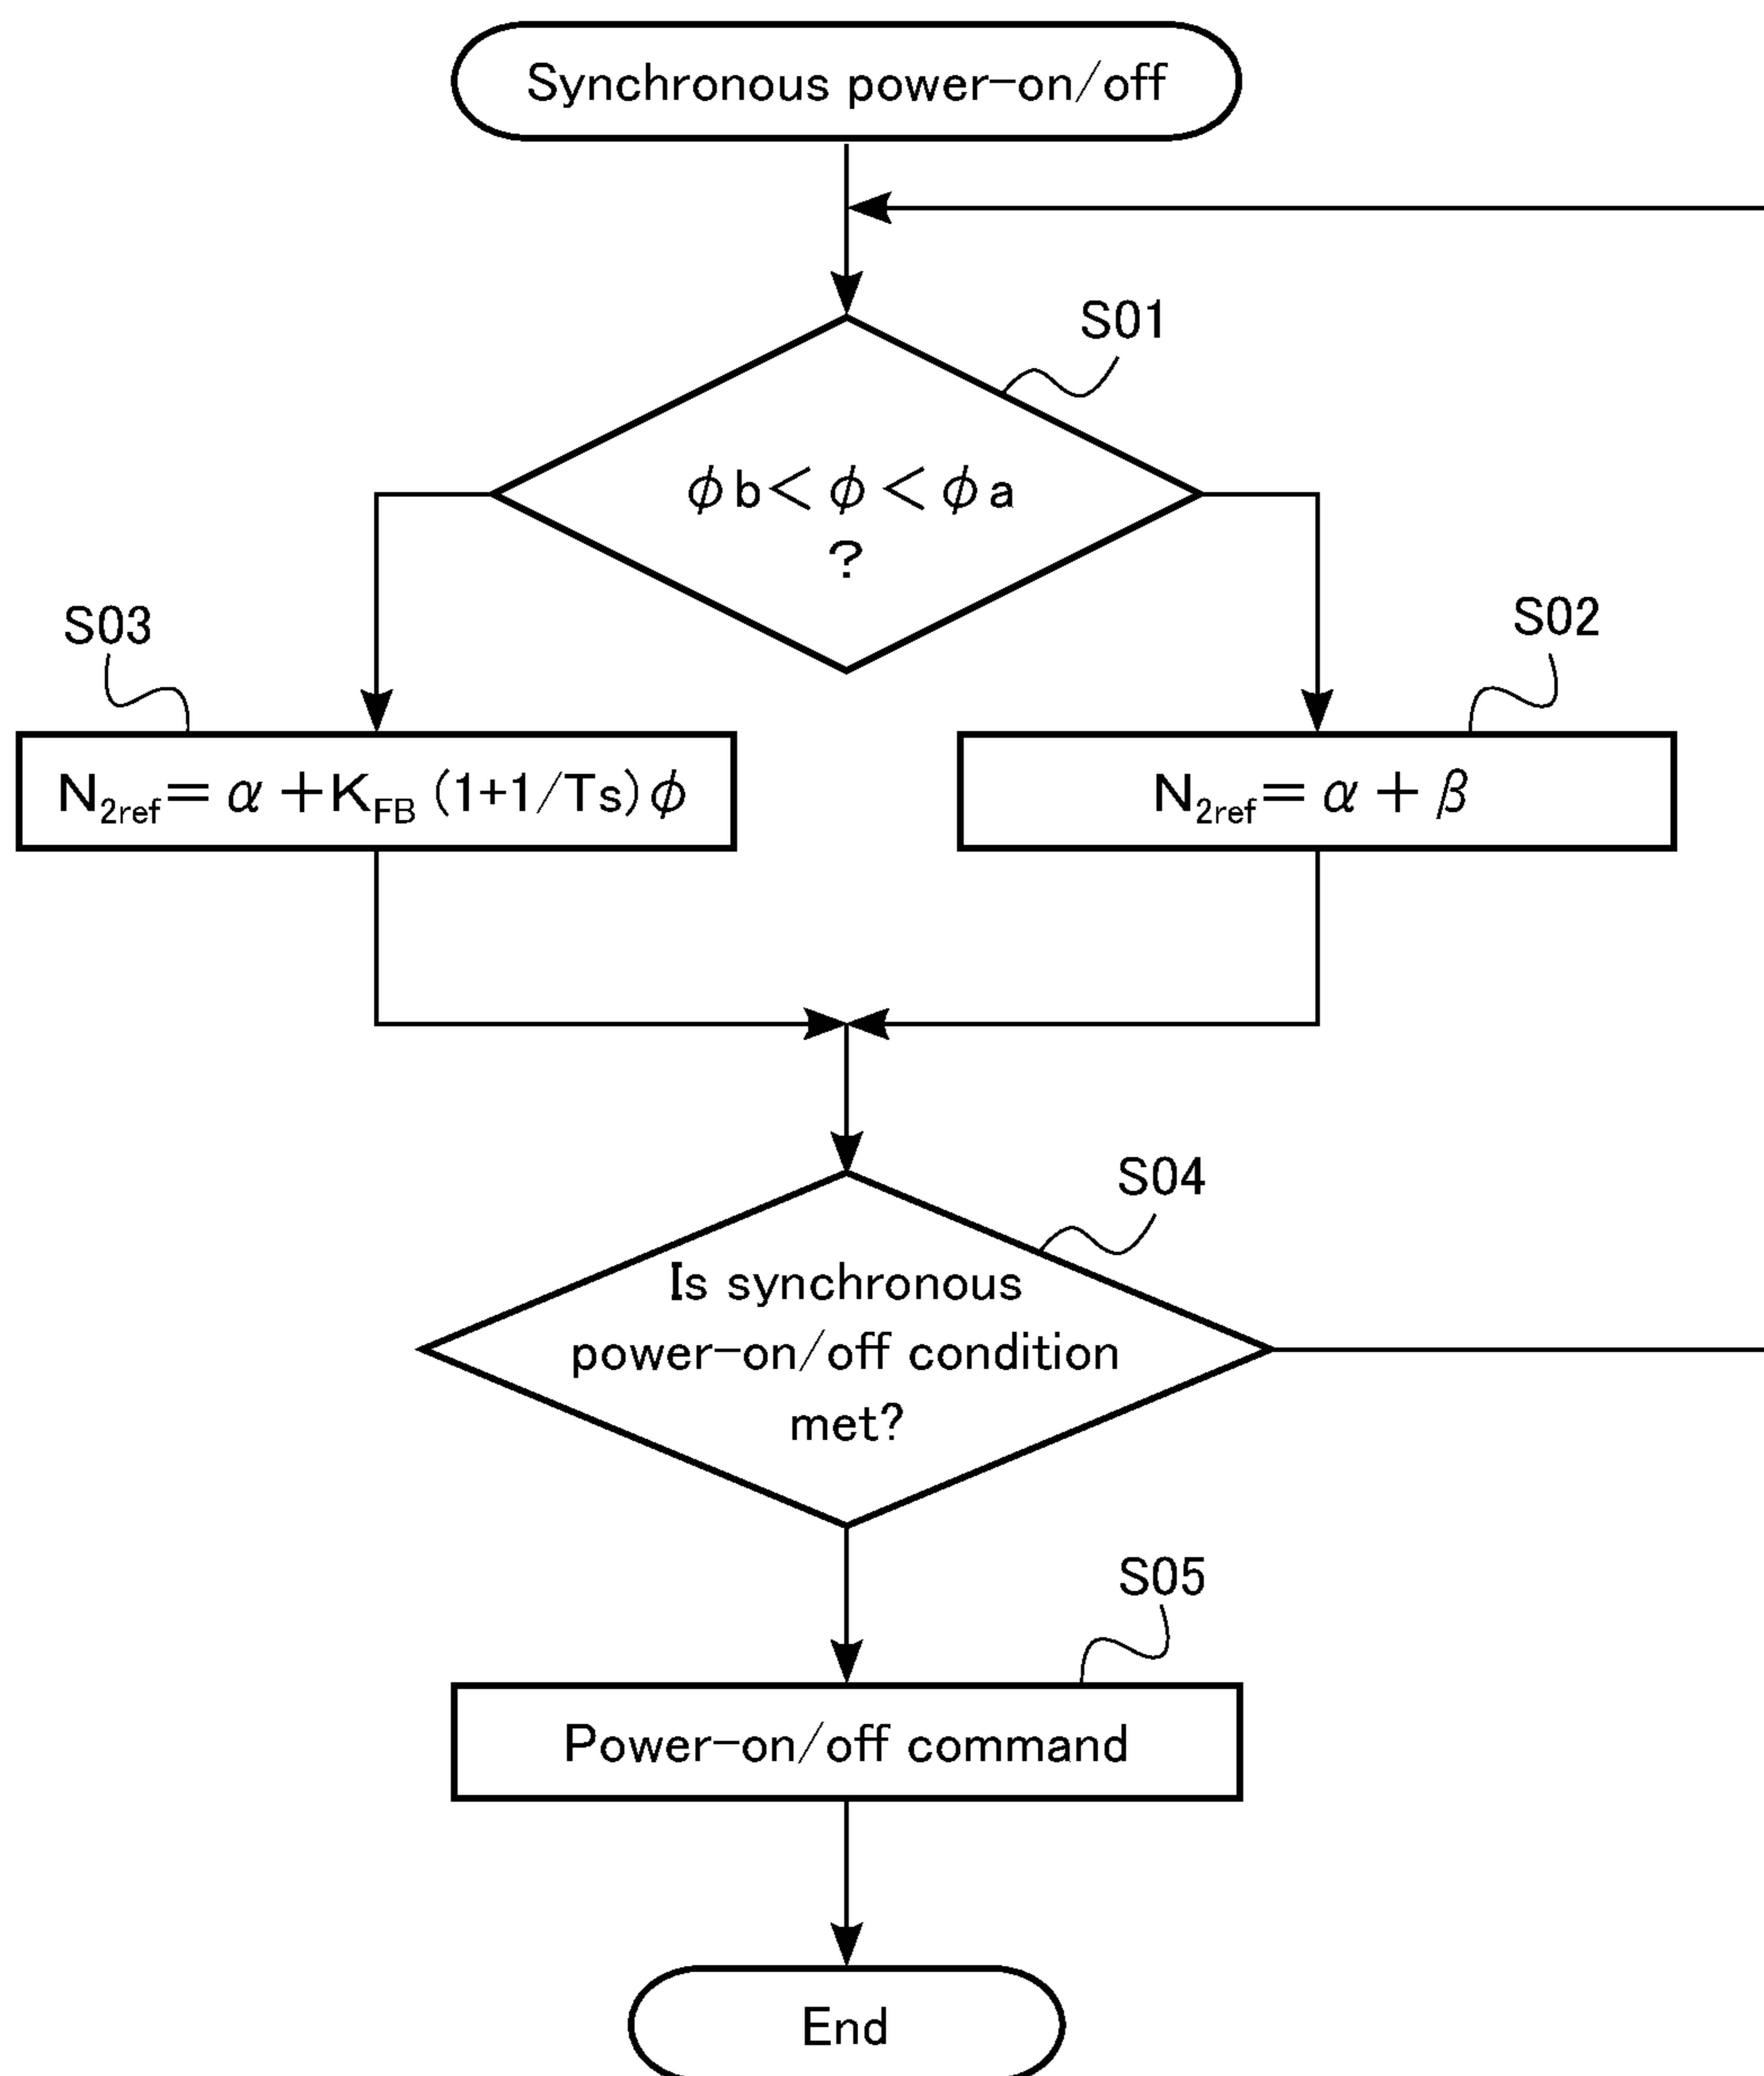 Synchronous power-on/off
S01
ϕb<ϕ<ϕa
?
S03
S02
N2ref=α+KFB(1+1/Ts)ϕ
N2ref=α+β
S04
Is synchronous
power-on/off condition
met?
S05
Power-on/off command
End